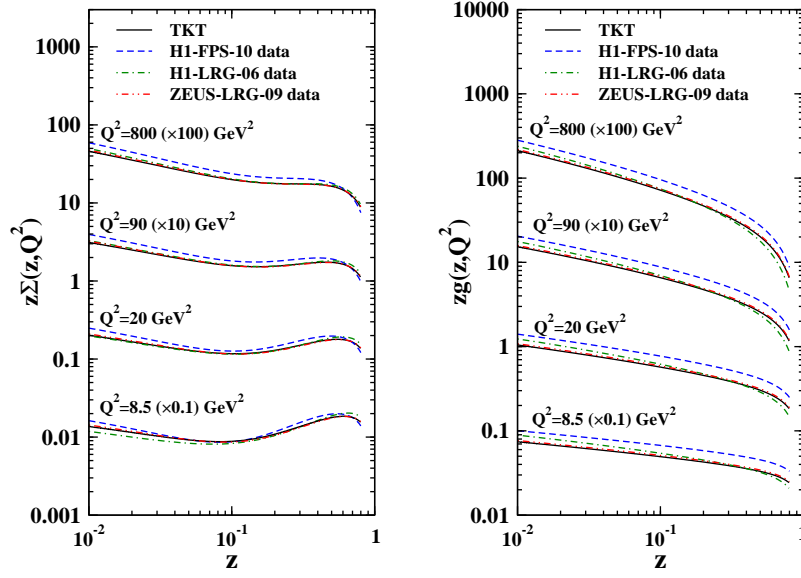 TKT
H1-FPS-10 data
H1-LRG-06 data
ZEUS-LRG-09 data
1000
100
10
1
0.1
0.01
0.001
zΣ(z,Q²)
Q²=800 (×100) GeV²
Q²=90 (×10) GeV²
Q²=20 GeV²
Q²=8.5 (×0.1) GeV²
10⁻² 10⁻¹ 1
z
TKT
H1-FPS-10 data
H1-LRG-06 data
ZEUS-LRG-09 data
10000
1000
100
10
1
0.1
0.01
zg(z,Q²)
Q²=800 (×100) GeV²
Q²=90 (×10) GeV²
Q²=20 GeV²
Q²=8.5 (×0.1) GeV²
10⁻² 10⁻¹ 1
z